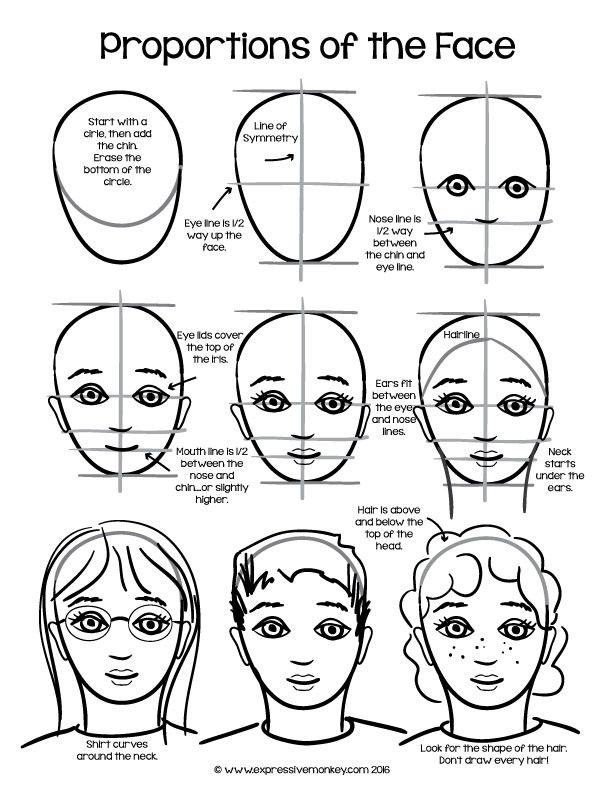 Proportions of the Face
Start with a
cirle, then add
the chin.
Erase the
bottom of the
circle.
Line of
Symmetry
Eye line is 1/2
way up the
face.
Nose line is
1/2 way
between
the chin and
eye line.
Eye lids cover
the top of
the iris.
Mouth line is 1/2
between the
nose and
chin...or slightly
higher.
Ears fit
between
the eye
and nose
lines.
Hairline
Neck
starts
under the
ears.
Hair is above
and below the
top of the
head.
Shirt curves
around the neck.
Look for the shape of the hair.
Don't draw every hair!
© www.expressivemonkey.com 2016